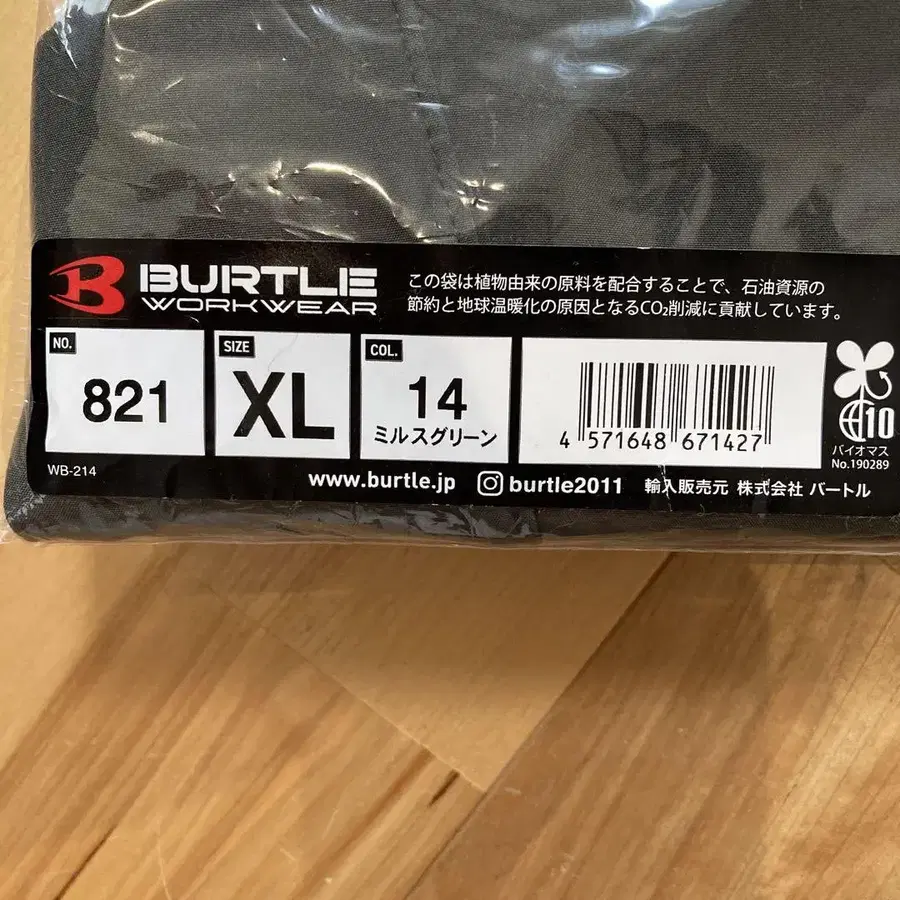 BURTLE
WORKWEAR
この袋は植物由来の原料を配合することで、石油資源の
節約と地球温暖化の原因となるCO₂削減に貢献しています。
NO.
821
SIZE
XL
COL.
14
ミルスグリーン
4 571648 671427
10
バイオマス
No.190289
WB-214
www.burtle.jp burtle2011 輸入販売元 株式会社 バートル